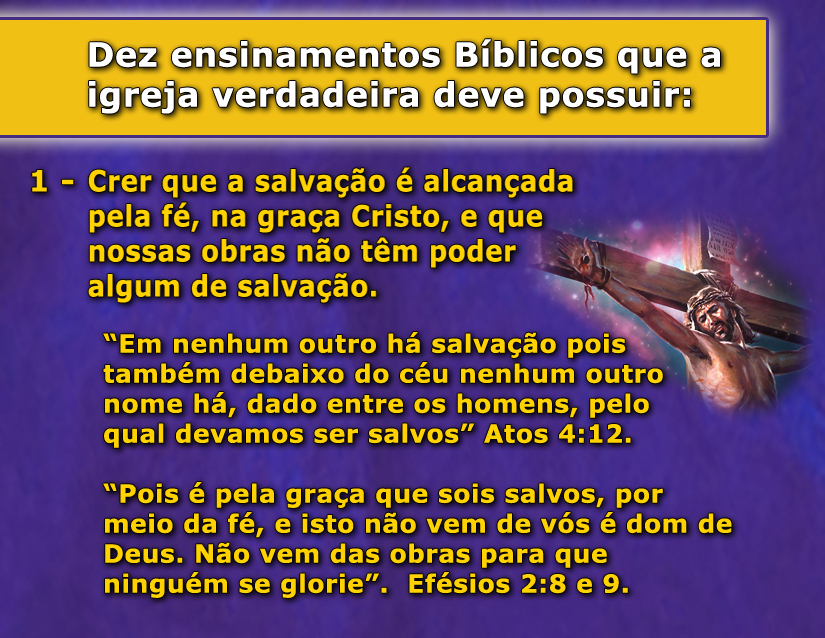 Dez ensinamentos Bíblicos que a
igreja verdadeira deve possuir:
1 - Crer que a salvação é alcançada
pela fé, na graça Cristo, e que
nossas obras não têm poder
algum de salvação.
“Em nenhum outro há salvação pois
também debaixo do céu nenhum outro
nome há, dado entre os homens, pelo
qual devamos ser salvos” Atos 4:12.
“Pois é pela graça que sois salvos, por
meio da fé, e isto não vem de vós é dom de
Deus. Não vem das obras para que
ninguém se glorie”.  Efésios 2:8 e 9.